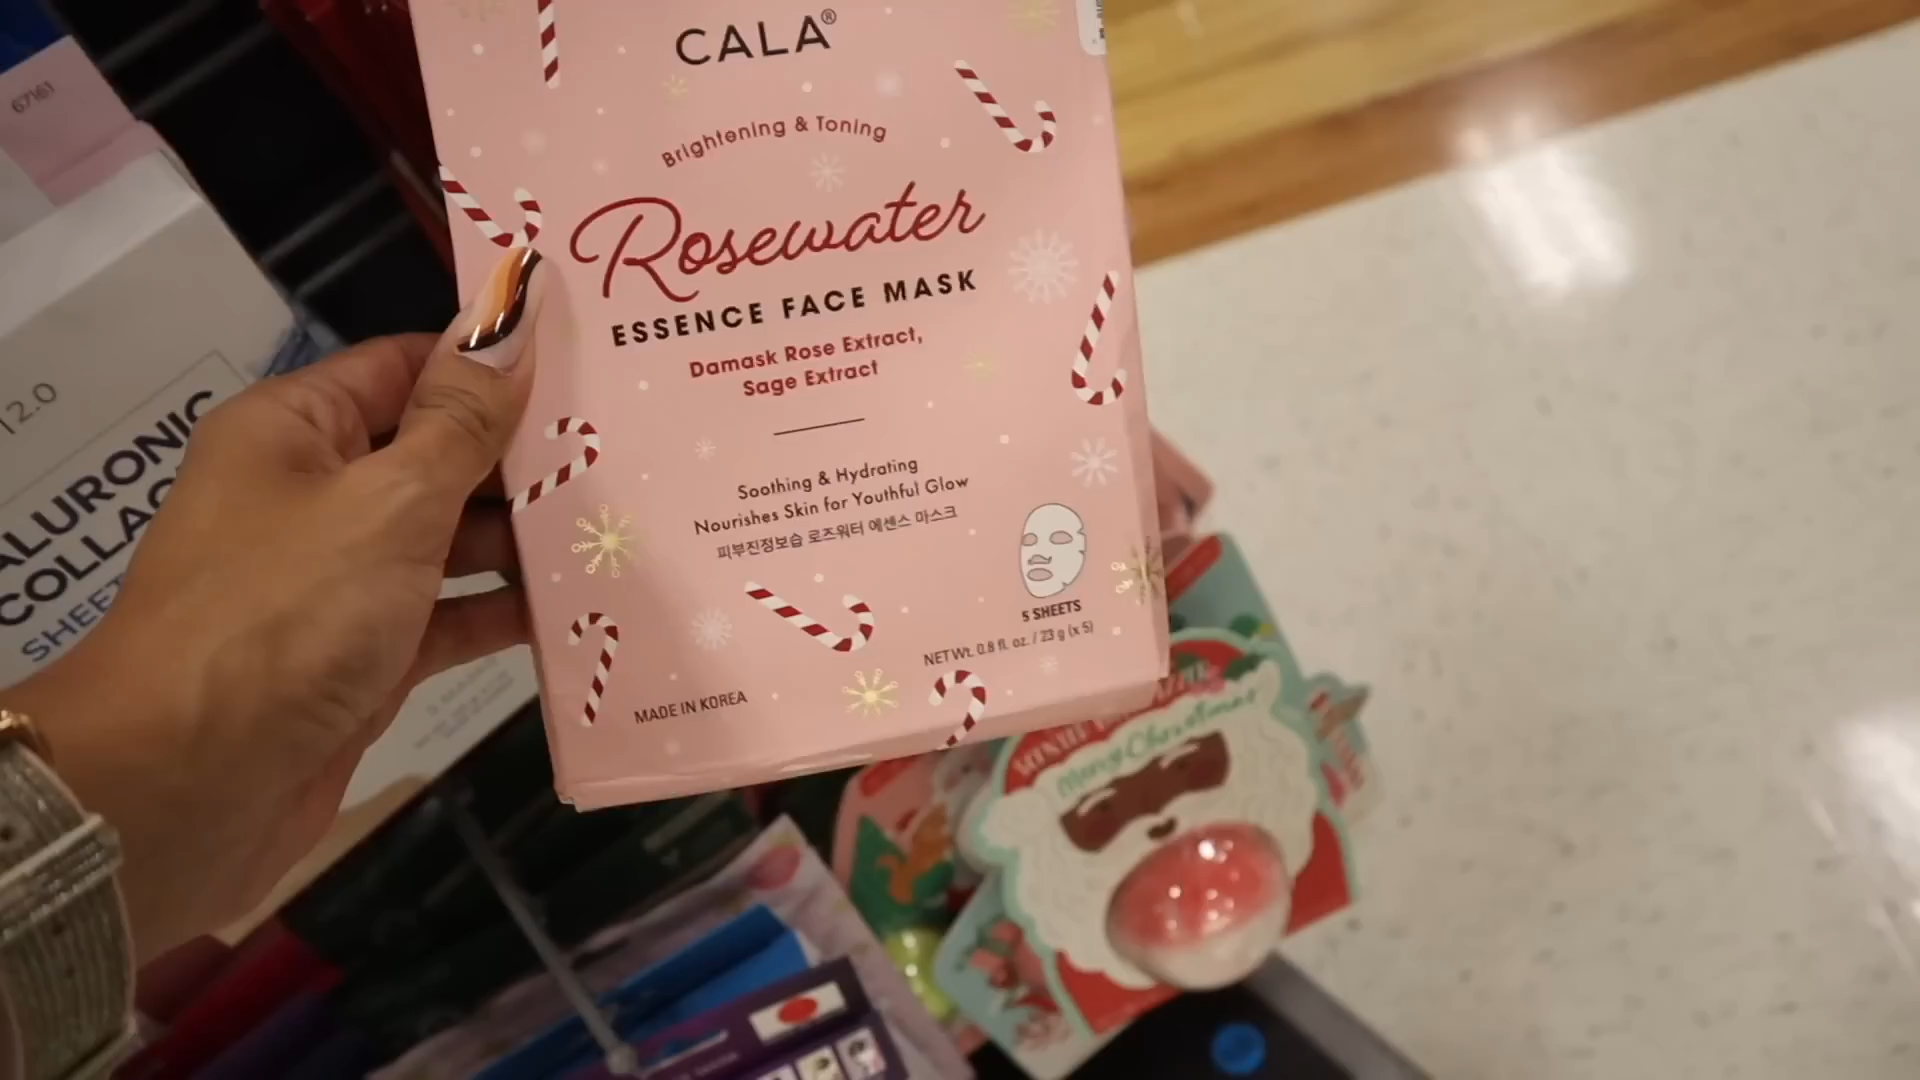 CALA®
Brightening & Toning
Rosewater
ESSENCE FACE MASK
Damask Rose Extract,
Sage Extract
Soothing & Hydrating
Nourishes Skin for Youthful Glow
피부진정보습 로즈워터 에센스 마스크
5 SHEETS
NET Wt. 0.8 fl. oz. / 23 g (x 5)
MADE IN KOREA
67161
12.0
ALURONIC
COLLAG
SHEET
Merry Christmas